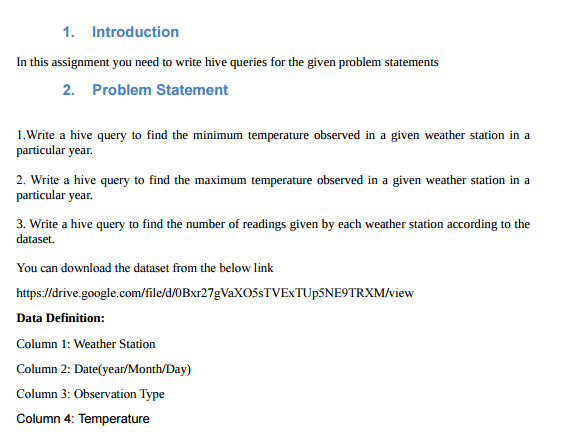 1. Introduction
In this assignment you need to write hive queries for the given problem statements
2. Problem Statement
1.Write a hive query to find the minimum temperature observed in a given weather station in a
particular year.
2. Write a hive query to find the maximum temperature observed in a given weather station in a
particular year.
3. Write a hive query to find the number of readings given by each weather station according to the
dataset.
You can download the dataset from the below link
https://drive.google.com/file/d/0Bxr27gVaXO5sTVExTUp5NE9TRXM/view
Data Definition:
Column 1: Weather Station
Column 2: Date(year/Month/Day)
Column 3: Observation Type
Column 4: Temperature